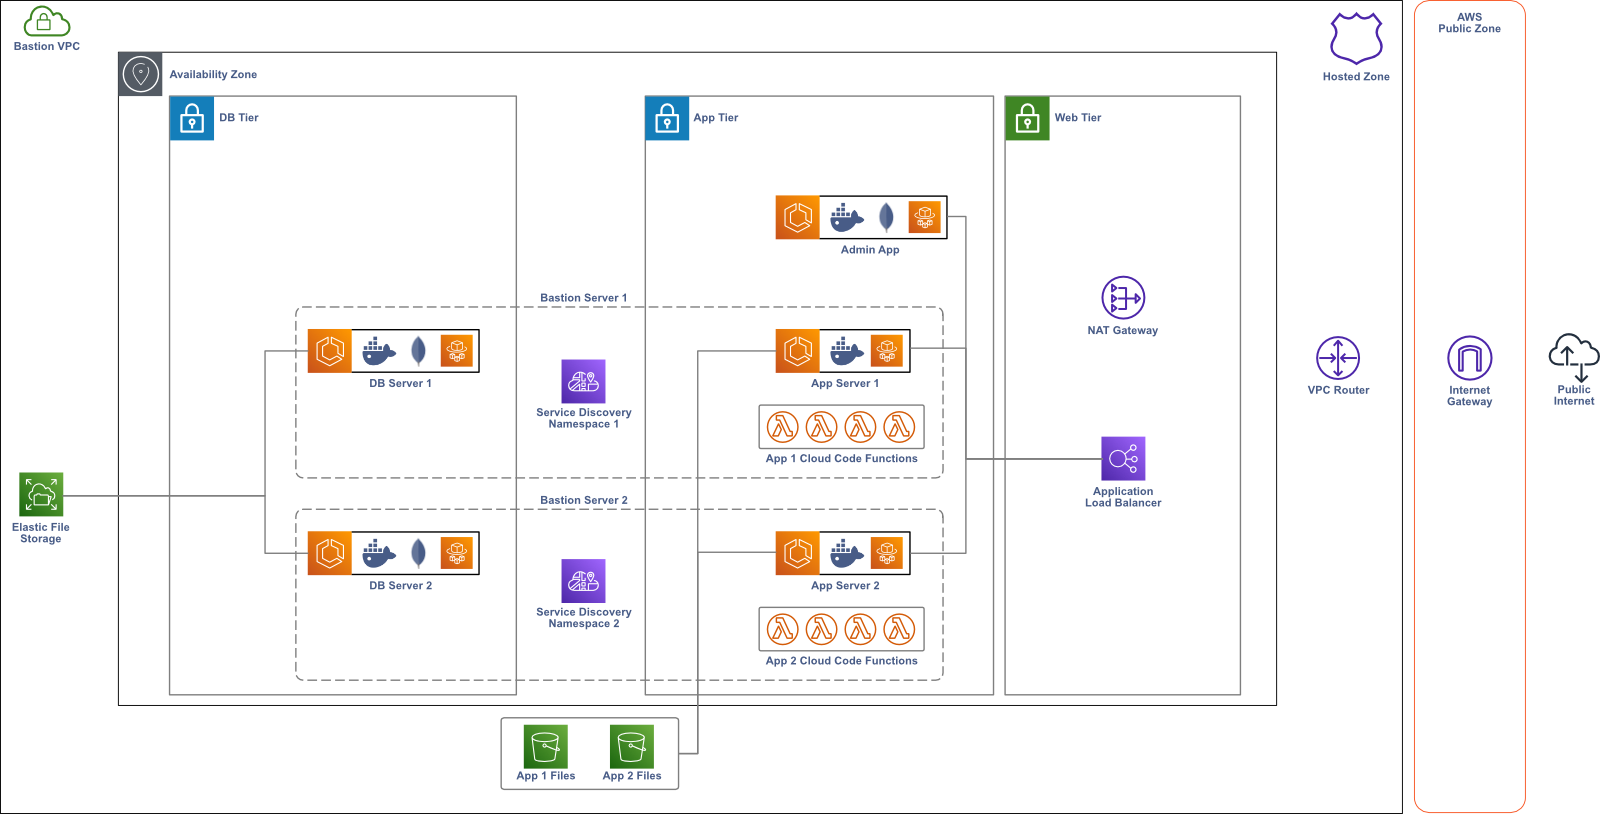 Bastion VPC
AWS
Public Zone
Hosted Zone
Availability Zone
DB Tier
App Tier
Web Tier
Admin App
Bastion Server 1
NAT Gateway
DB Server 1
App Server 1
Service Discovery
Namespace 1
VPC Router
Internet
Gateway
Public
Internet
App 1 Cloud Code Functions
Application
Load Balancer
Bastion Server 2
Elastic File
Storage
DB Server 2
App Server 2
Service Discovery
Namespace 2
App 2 Cloud Code Functions
App 1 Files
App 2 Files